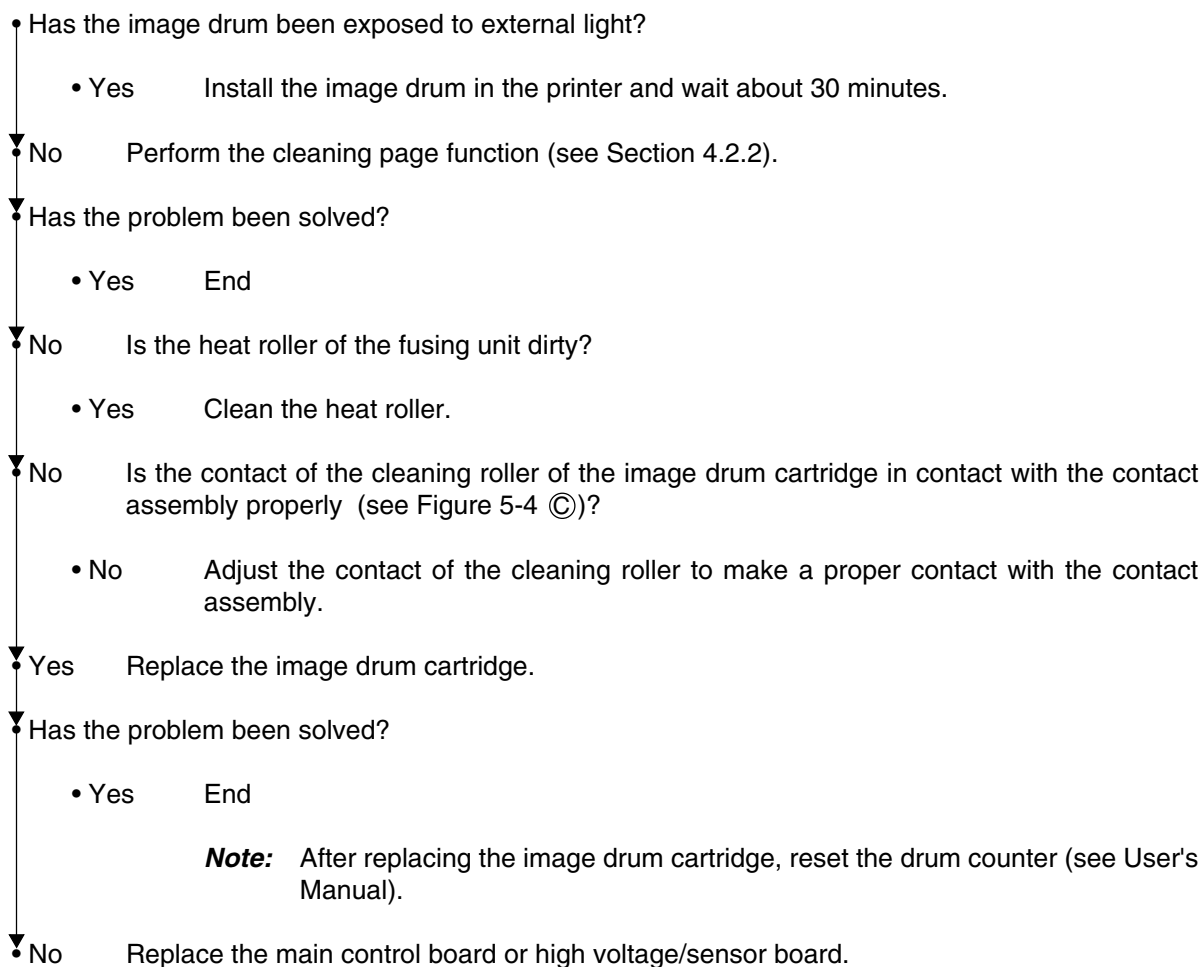 • Has the image drum been exposed to external light?
• Yes Install the image drum in the printer and wait about 30 minutes.
• No Perform the cleaning page function (see Section 4.2.2).
• Has the problem been solved?
• Yes End
• No Is the heat roller of the fusing unit dirty?
• Yes Clean the heat roller.
• No Is the contact of the cleaning roller of the image drum cartridge in contact with the contact
assembly properly (see Figure 5-4 Ⓒ)?
• No Adjust the contact of the cleaning roller to make a proper contact with the contact
assembly.
• Yes Replace the image drum cartridge.
• Has the problem been solved?
• Yes End
Note: After replacing the image drum cartridge, reset the drum counter (see User's
Manual).
• No Replace the main control board or high voltage/sensor board.